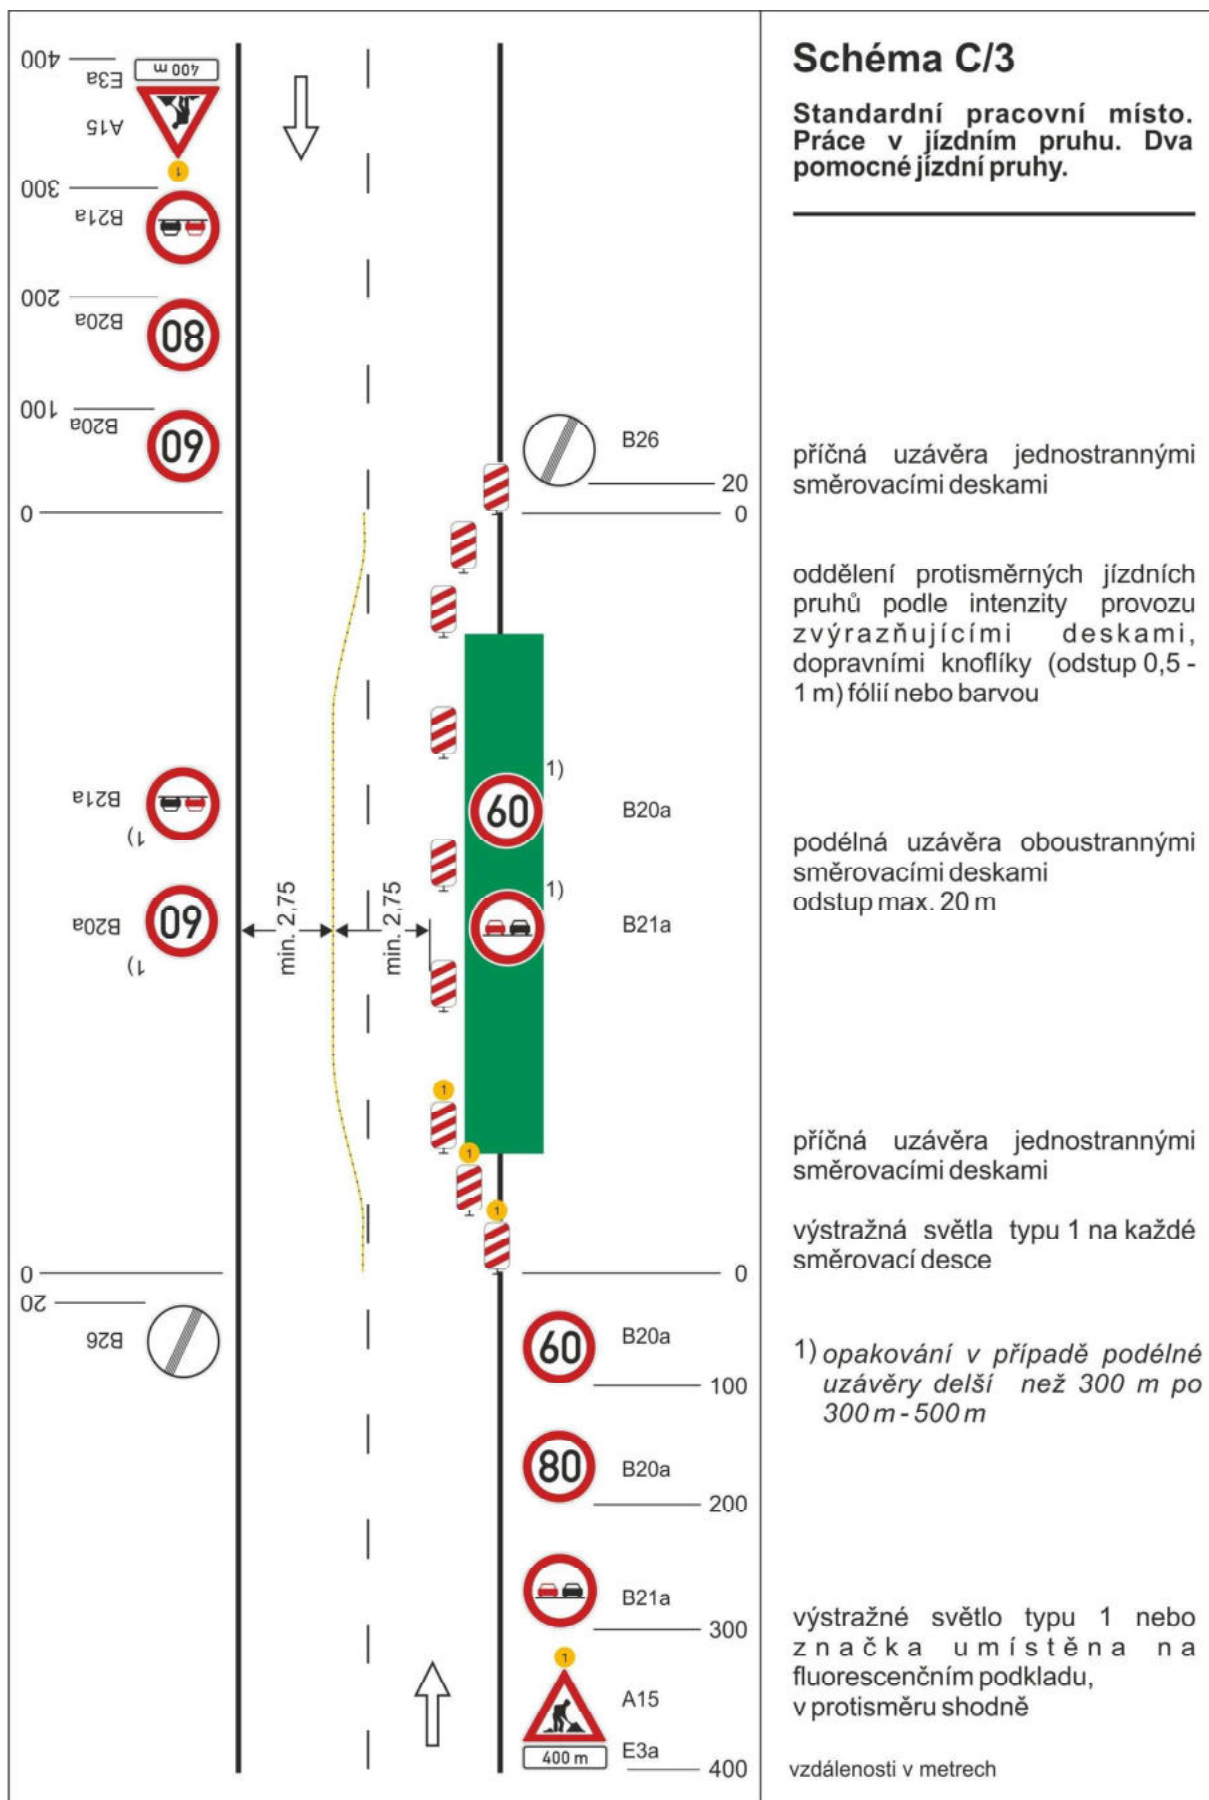 Schéma C/3
Standardní pracovní místo.
Práce v jízdním pruhu. Dva
pomocné jízdní pruhy.
400
E3a
400 m
A15
1
300
B21a
200
B20a
80
100
B20a
60
0
B26
20
0
příčná uzávěra jednostrannými
směrovacími deskami
oddělení protisměrných jízdních
pruhů podle intenzity provozu
zvýrazňujícími deskami,
dopravními knoflíky (odstup 0,5 -
1 m) fólií nebo barvou
B21a
1)
60
1)
B20a
B20a
60
1)
min. 2,75
min. 2,75
1)
B21a
podélná uzávěra oboustrannými
směrovacími deskami
odstup max. 20 m
1
1
1
příčná uzávěra jednostrannými
směrovacími deskami
výstražná světla typu 1 na každé
směrovací desce
0
20
B26
0
60
B20a
100
1) opakování v případě podélné
uzávěry delší než 300 m po
300 m - 500 m
80
B20a
200
B21a
300
1
A15
400 m
E3a
400
výstražné světlo typu 1 nebo
značka umístěna na
fluorescenčním podkladu,
v protisměru shodně
vzdálenosti v metrech